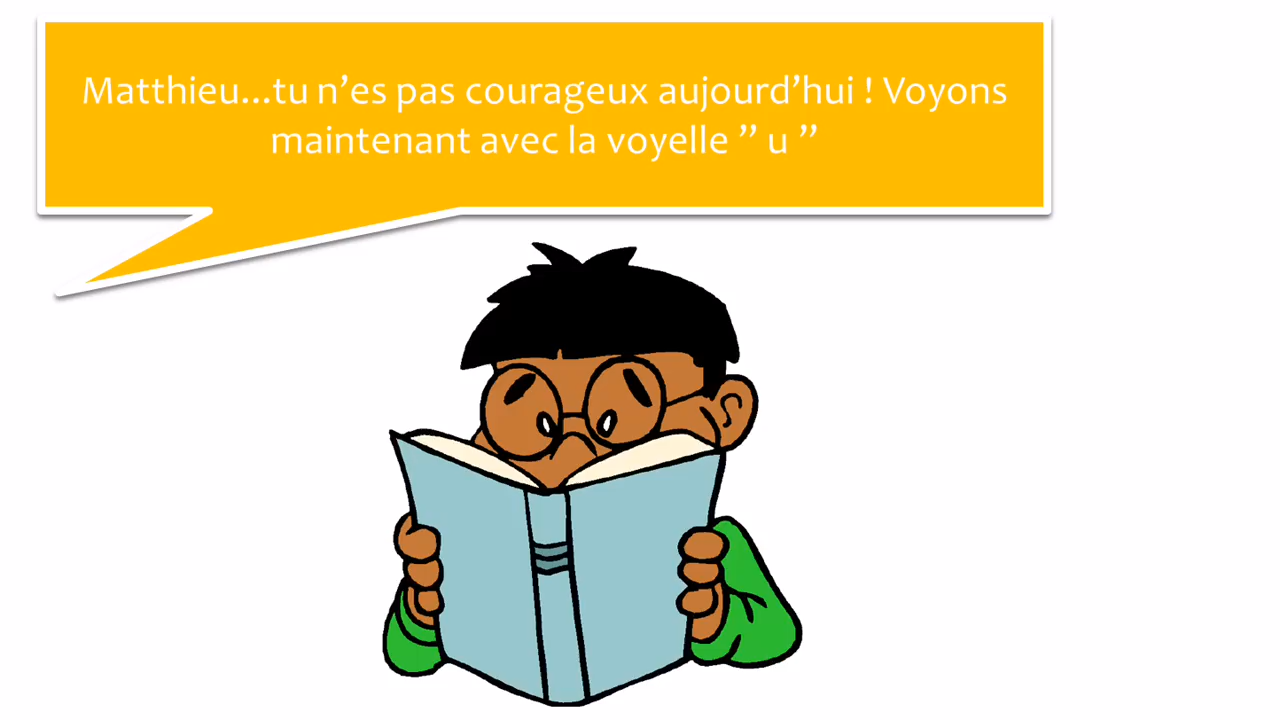 Matthieu...tu n’es pas courageux aujourd’hui ! Voyons
maintenant avec la voyelle ” u ”